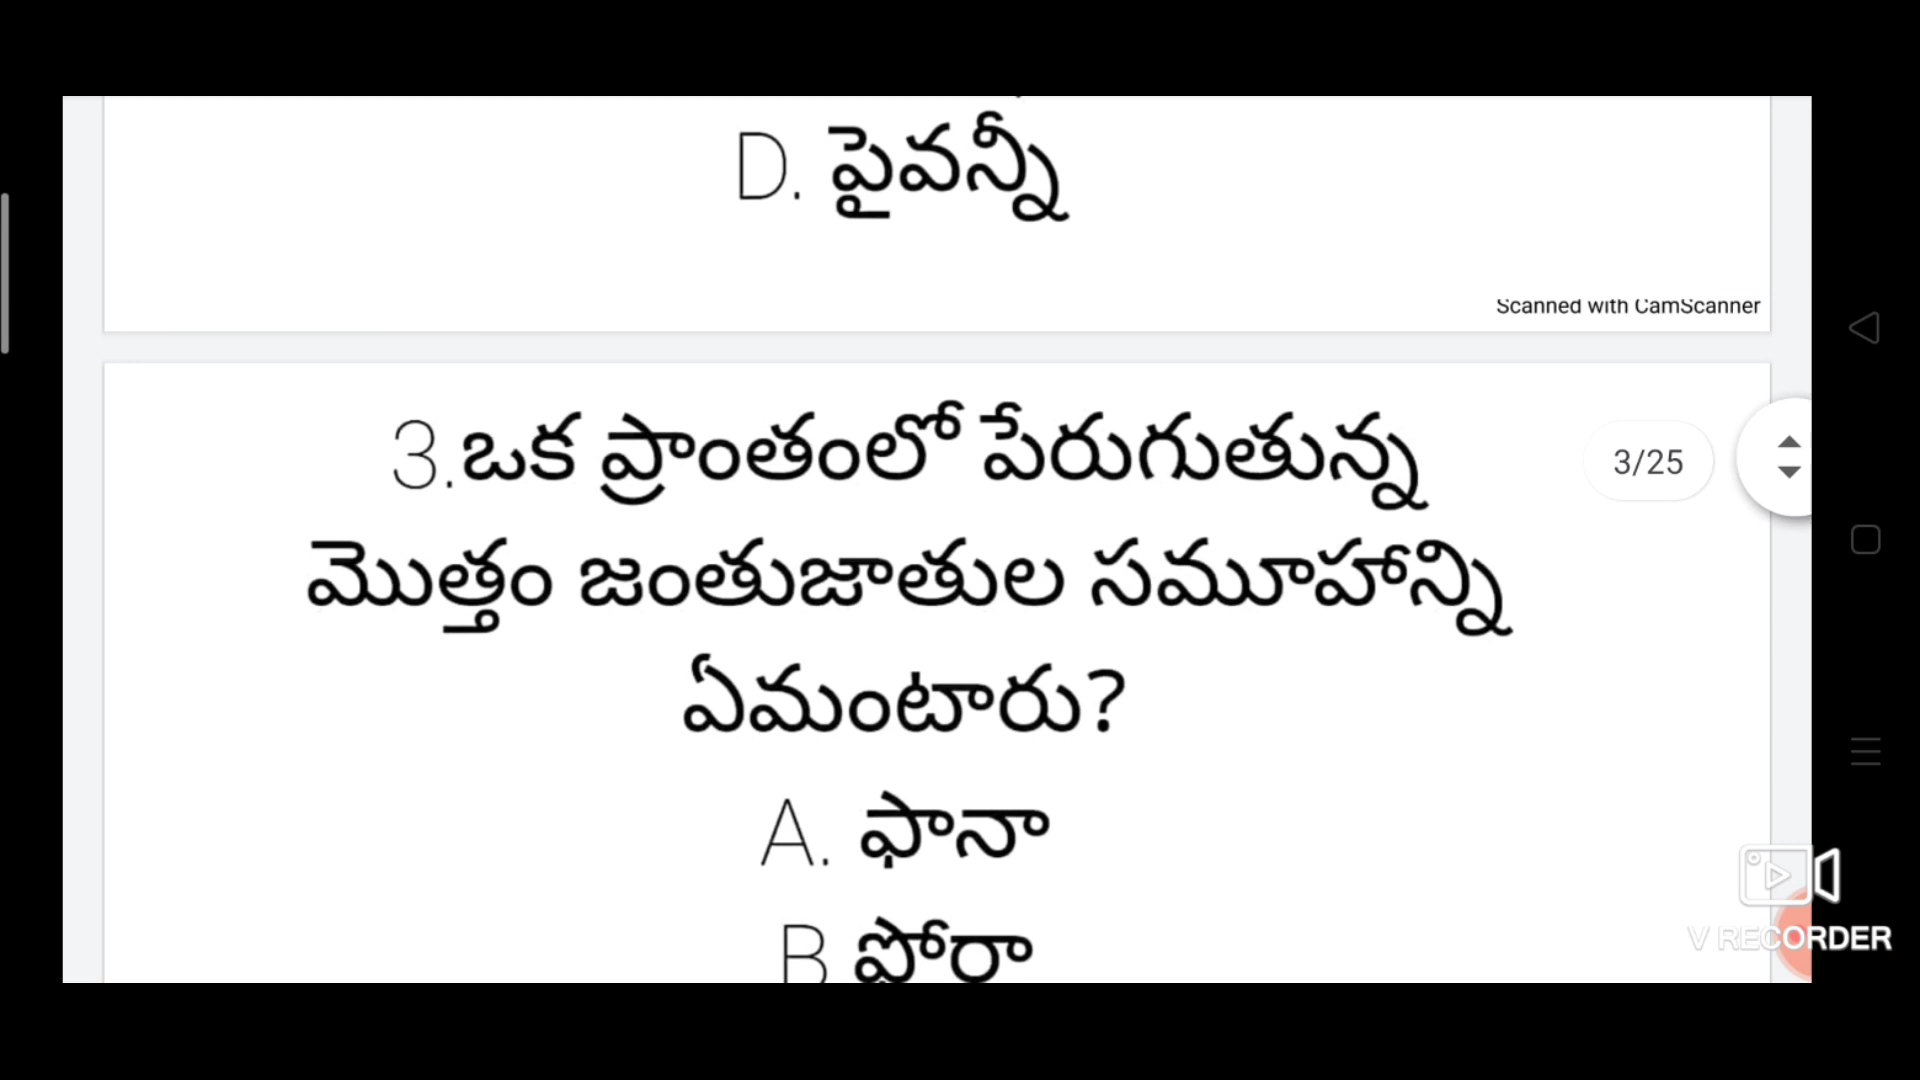 D. పైవన్నీ
Scanned with CamScanner
3.ఒక ప్రాంతంలో పేరుగుతున్న
3/25
మొత్తం జంతుజాతుల సమూహాన్ని
ఏమంటారు?
A. ఫానా
B ఫోరా
V RECORDER